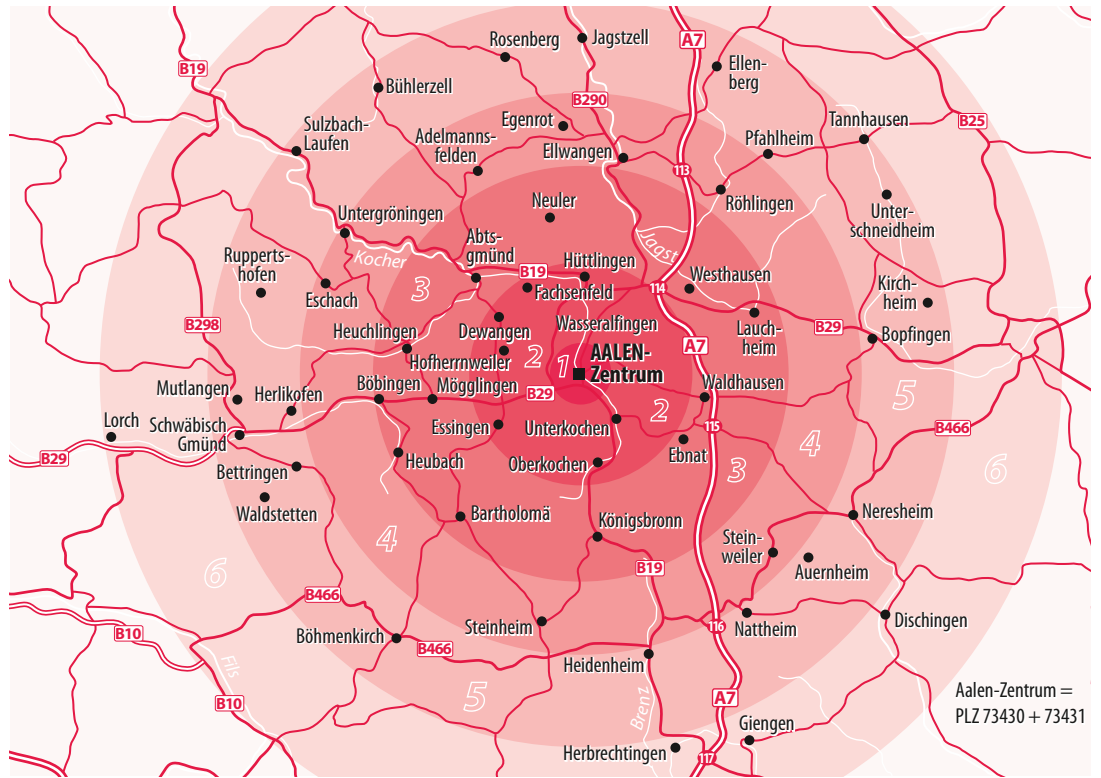 Rosenberg
Jagstzell
A7
Ellen-
berg
B19
Bühlerzell
B290
Sulzbach-
Laufen
Adelmanns-
felden
Egenrot
Ellwangen
Tannhausen
B25
Pfahlheim
113
Röhlingen
Unter-
schneidheim
Neuler
Untergröningen
Kocher
Abts-
gmünd
B19
Hüttlingen
Jagst
Westhausen
Ruppertsh-
ofen
Eschach
3
Fachsenfeld
114
Kirch-
heim
B298
Heuchlingen
Dewangen
Wasseralfingen
Lauch-
heim
B29
Bopfingen
Hofherrnweiler
2
1
AALEN-
Zentrum
A7
Mutlangen
Herlikofen
Böbingen
Mögglingen
B29
Waldhausen
5
Lorch
Schwäbisch
Gmünd
Essingen
Unterkochen
2
115
4
B466
B29
Bettringen
Heubach
Oberkochen
Ebnat
3
6
Waldstetten
Bartholomä
Königsbronn
Neresheim
4
Stein-
weiler
Auernheim
6
B19
B466
B10
Böhmenkirch
B466
Steinheim
116
Nattheim
Dischingen
Heidenheim
Fils
B10
5
Brenz
A7
Aalen-Zentrum =
PLZ 73430 + 73431
Giengen
Herbrechtingen
117